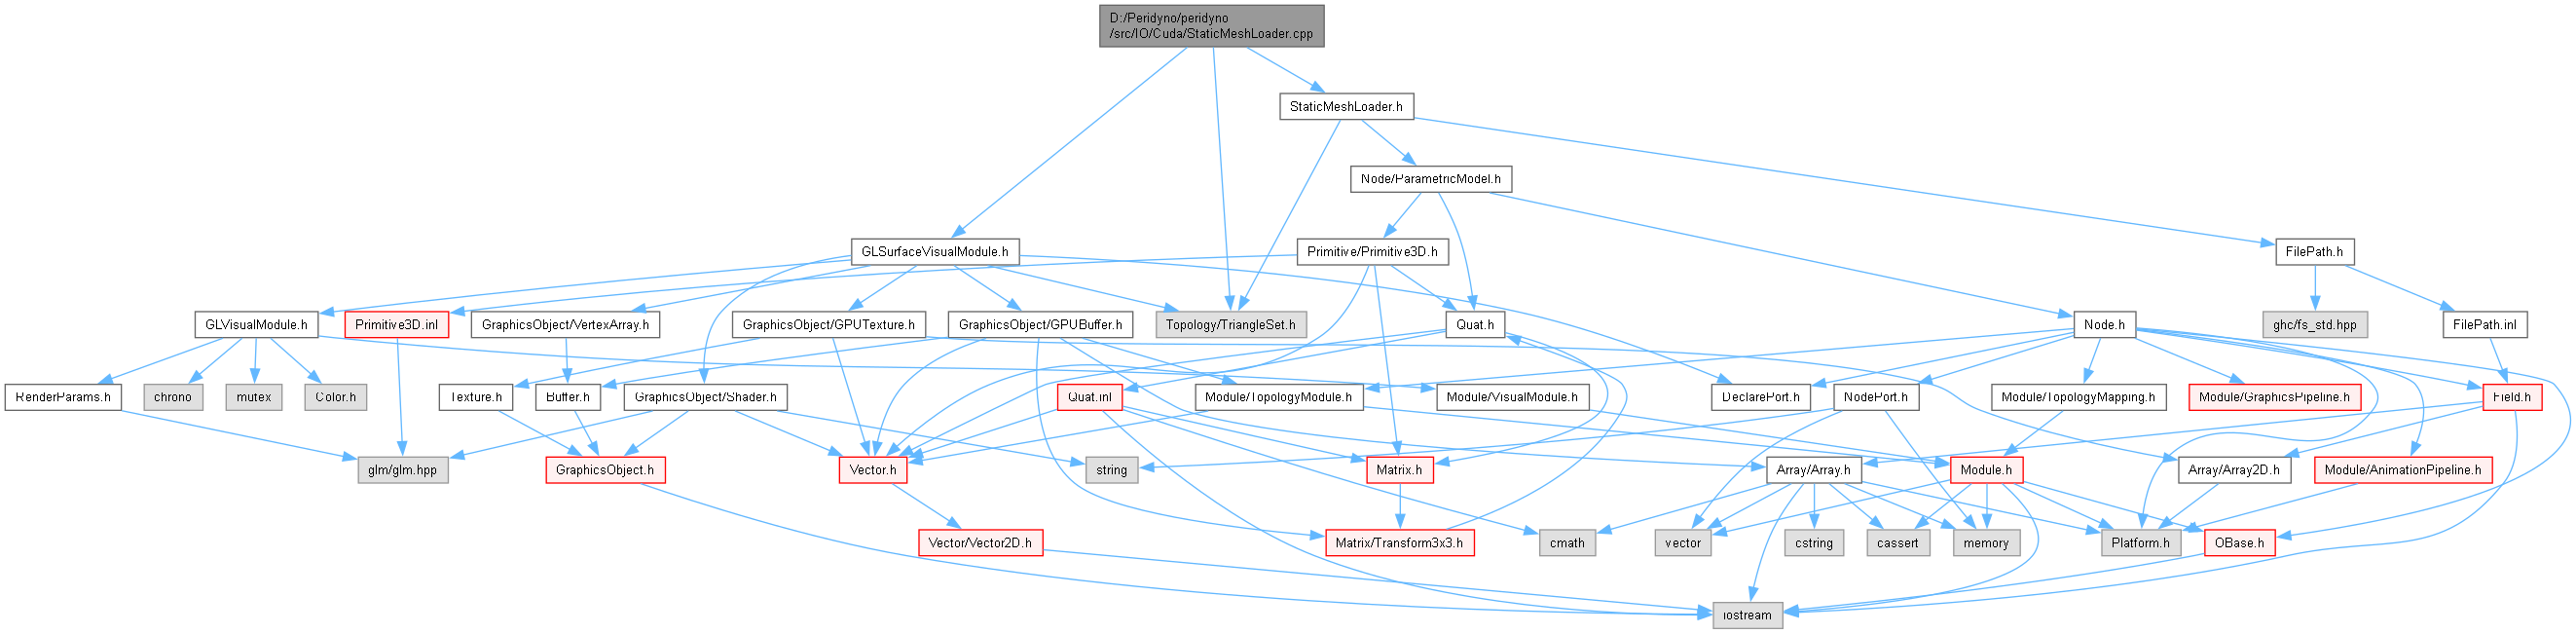 D:/Peridyno/peridyno
/src/IO/Cuda/StaticMeshLoader.cpp
StaticMeshLoader.h
Node/ParametricModel.h
GLSurfaceVisualModule.h
Primitive/Primitive3D.h
FilePath.h
GLVisualModule.h
Primitive3D.inl
GraphicsObject/VertexArray.h
GraphicsObject/GPUTexture.h
GraphicsObject/GPUBuffer.h
Topology/TriangleSet.h
Quat.h
Node.h
ghc/fs_std.hpp
FilePath.inl
RenderParams.h
chrono
mutex
Color.h
Texture.h
Buffer.h
GraphicsObject/Shader.h
Quat.inl
Module/TopologyModule.h
Module/VisualModule.h
DeclarePort.h
NodePort.h
Module/TopologyMapping.h
Module/GraphicsPipeline.h
Field.h
glm/glm.hpp
GraphicsObject.h
Vector.h
string
Matrix.h
Array/Array.h
Module.h
Array/Array2D.h
Module/AnimationPipeline.h
Vector/Vector2D.h
Matrix/Transform3x3.h
cmath
vector
cstring
cassert
memory
Platform.h
OBase.h
iostream